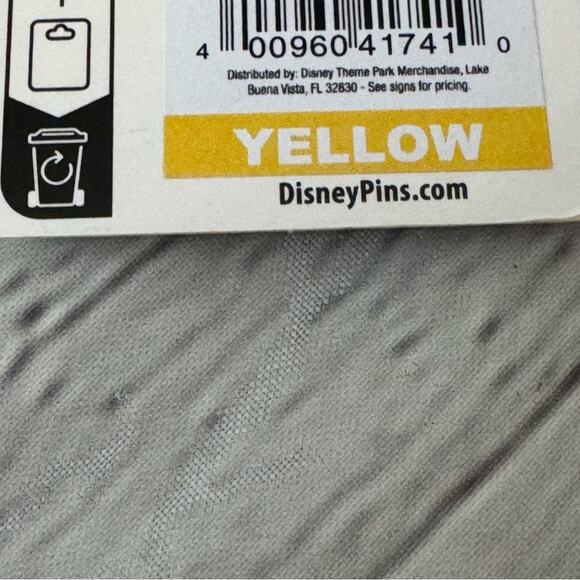 4 00960 41741 0
Distributed by: Disney Theme Park Merchandise, Lake
Buena Vista, FL 32830 - See signs for pricing.
YELLOW
DisneyPins.com